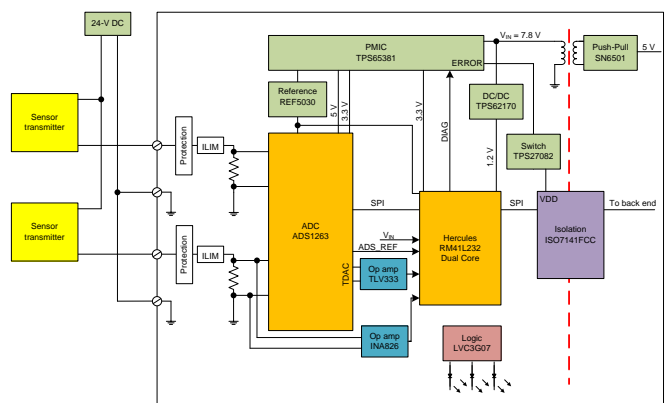 24-V DC
PMIC
TPS65381
ERROR
V_IN = 7.8 V
Push-Pull
SN6501
5 V
Sensor
transmitter
Reference
REF5030
5 V
3.3 V
3.3 V
DIAG
DC/DC
TPS62170
1.2 V
Switch
TPS27082
Protection
ILIM
ADC
ADS1263
SPI
Hercules
RM41L232
Dual Core
SPI
VDD
Isolation
ISO7141FCC
To back end
Sensor
transmitter
Protection
ILIM
V_IN
ADS_REF
TDAC
Op amp
TLV333
Op amp
INA826
Logic
LVC3G07